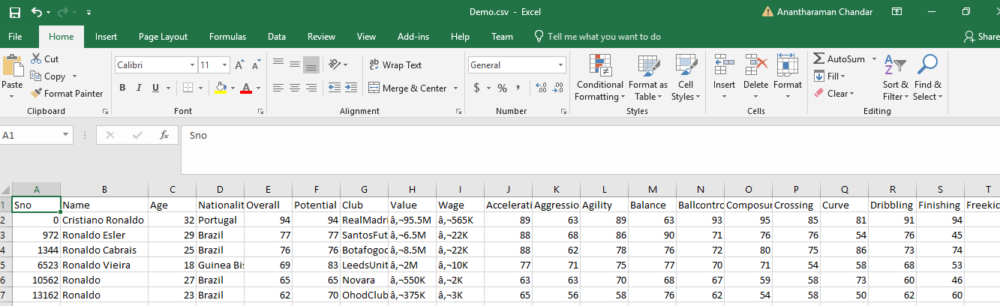 Demo.csv - Excel
Anantharaman Chandar
File Home Insert Page Layout Formulas Data Review View Add-ins Help Team Tell me what you want to do Share
Cut
Copy
Format Painter
Paste
Clipboard
Calibri 11
B I U A
Font
Wrap Text
Merge & Center
Alignment
General
$ % ,
Number
Conditional Formatting
Format as Table
Cell Styles
Styles
Insert Delete Format
Cells
AutoSum
Fill
Clear
Sort & Filter
Find & Select
Editing
A1 fx Sno
A B C D E F G H I J K L M N O P Q R S T
1 Sno Name Age Nationalit Overall Potential Club Value Wage Accelerati Aggressio Agility Balance Ballcontro Composur Crossing Curve Dribbling Finishing Freekic
2 0 Cristiano Ronaldo 32 Portugal 94 94 RealMadri â‚¬95.5M â‚¬565K 89 63 89 63 93 95 85 81 91 94
3 972 Ronaldo Esler 29 Brazil 77 77 SantosFut â‚¬6.5M â‚¬22K 88 68 86 90 71 76 76 54 76 45
4 1344 Ronaldo Cabrais 25 Brazil 76 76 Botafogoc â‚¬8.5M â‚¬22K 88 62 78 76 72 80 75 86 73 74
5 6523 Ronaldo Vieira 18 Guinea Bis 69 83 LeedsUnit â‚¬2M â‚¬10K 77 71 75 77 70 71 54 58 68 53
6 10562 Ronaldo 27 Brazil 65 65 Novara â‚¬550K â‚¬2K 63 63 70 68 67 59 58 73 60 46
7 13162 Ronaldo 23 Brazil 62 70 OhodClub â‚¬375K â‚¬3K 65 56 58 76 62 54 58 50 62 60